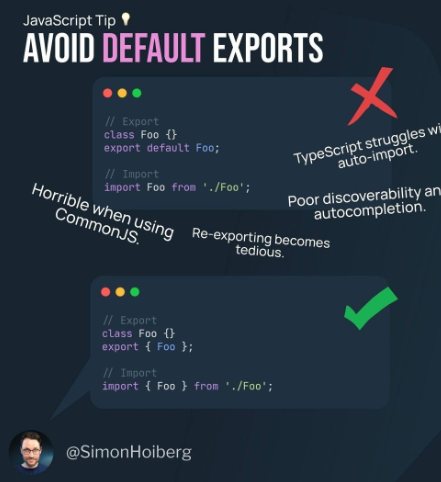 JavaScript Tip
AVOID DEFAULT EXPORTS
// Export
class Foo {}
export default Foo;
// Import
import Foo from './Foo';
TypeScript struggles wi
auto-import.
Poor discoverability an
autocompletion.
Horrible when using
CommonJS.
Re-exporting becomes
tedious.
// Export
class Foo {}
export { Foo };
// Import
import { Foo } from './Foo';
@SimonHoiberg